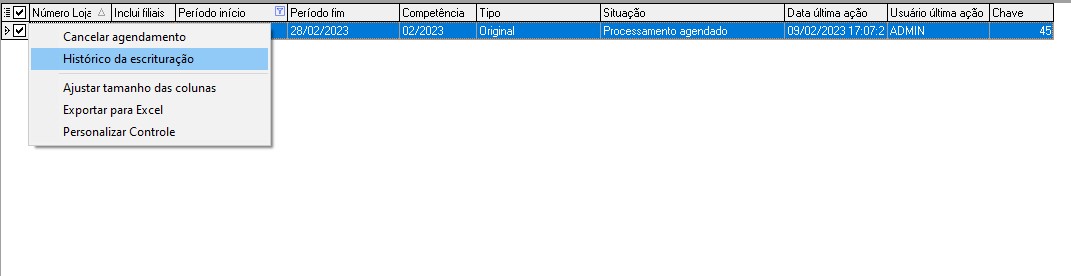 Número Loja Inclui filiais Período início Período fim Competência Tipo Situação Data última ação Usuário última ação Chave
28/02/2023 02/2023 Original Processamento agendado 09/02/2023 17:07:2 ADMIN 45
Cancelar agendamento
Histórico da escrituração
Ajustar tamanho das colunas
Exportar para Excel
Personalizar Controle